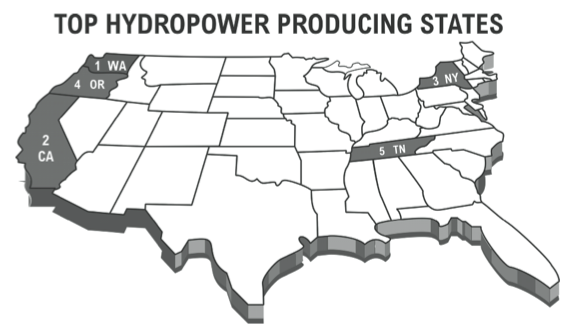 TOP HYDROPOWER PRODUCING STATES
1 WA
4 OR
3 NY
2
CA
5 TN